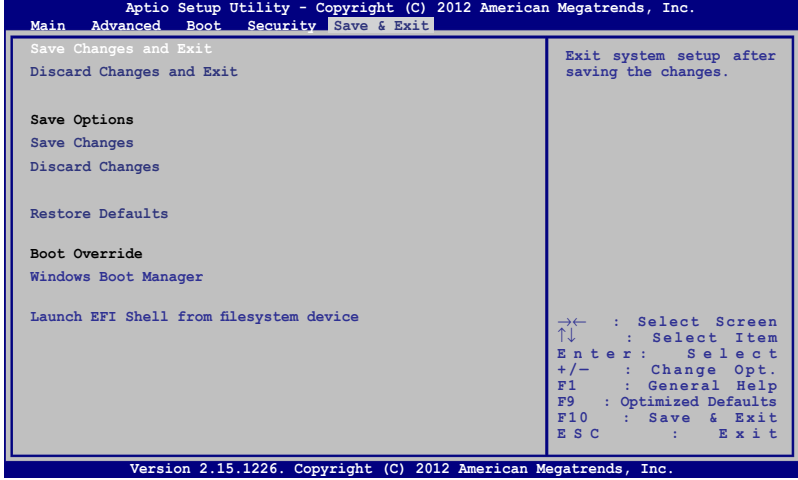 Aptio Setup Utility - Copyright (C) 2012 American Megatrends, Inc.
Main Advanced Boot Security Save & Exit
Save Changes and Exit
Discard Changes and Exit
Save Options
Save Changes
Discard Changes
Restore Defaults
Boot Override
Windows Boot Manager
Launch EFI Shell from filesystem device
Exit system setup after
saving the changes.
→← : Select Screen
↑↓ : Select Item
Enter: Select
+/— : Change Opt.
F1 : General Help
F9 : Optimized Defaults
F10 : Save & Exit
ESC : Exit
Version 2.15.1226. Copyright (C) 2012 American Megatrends, Inc.